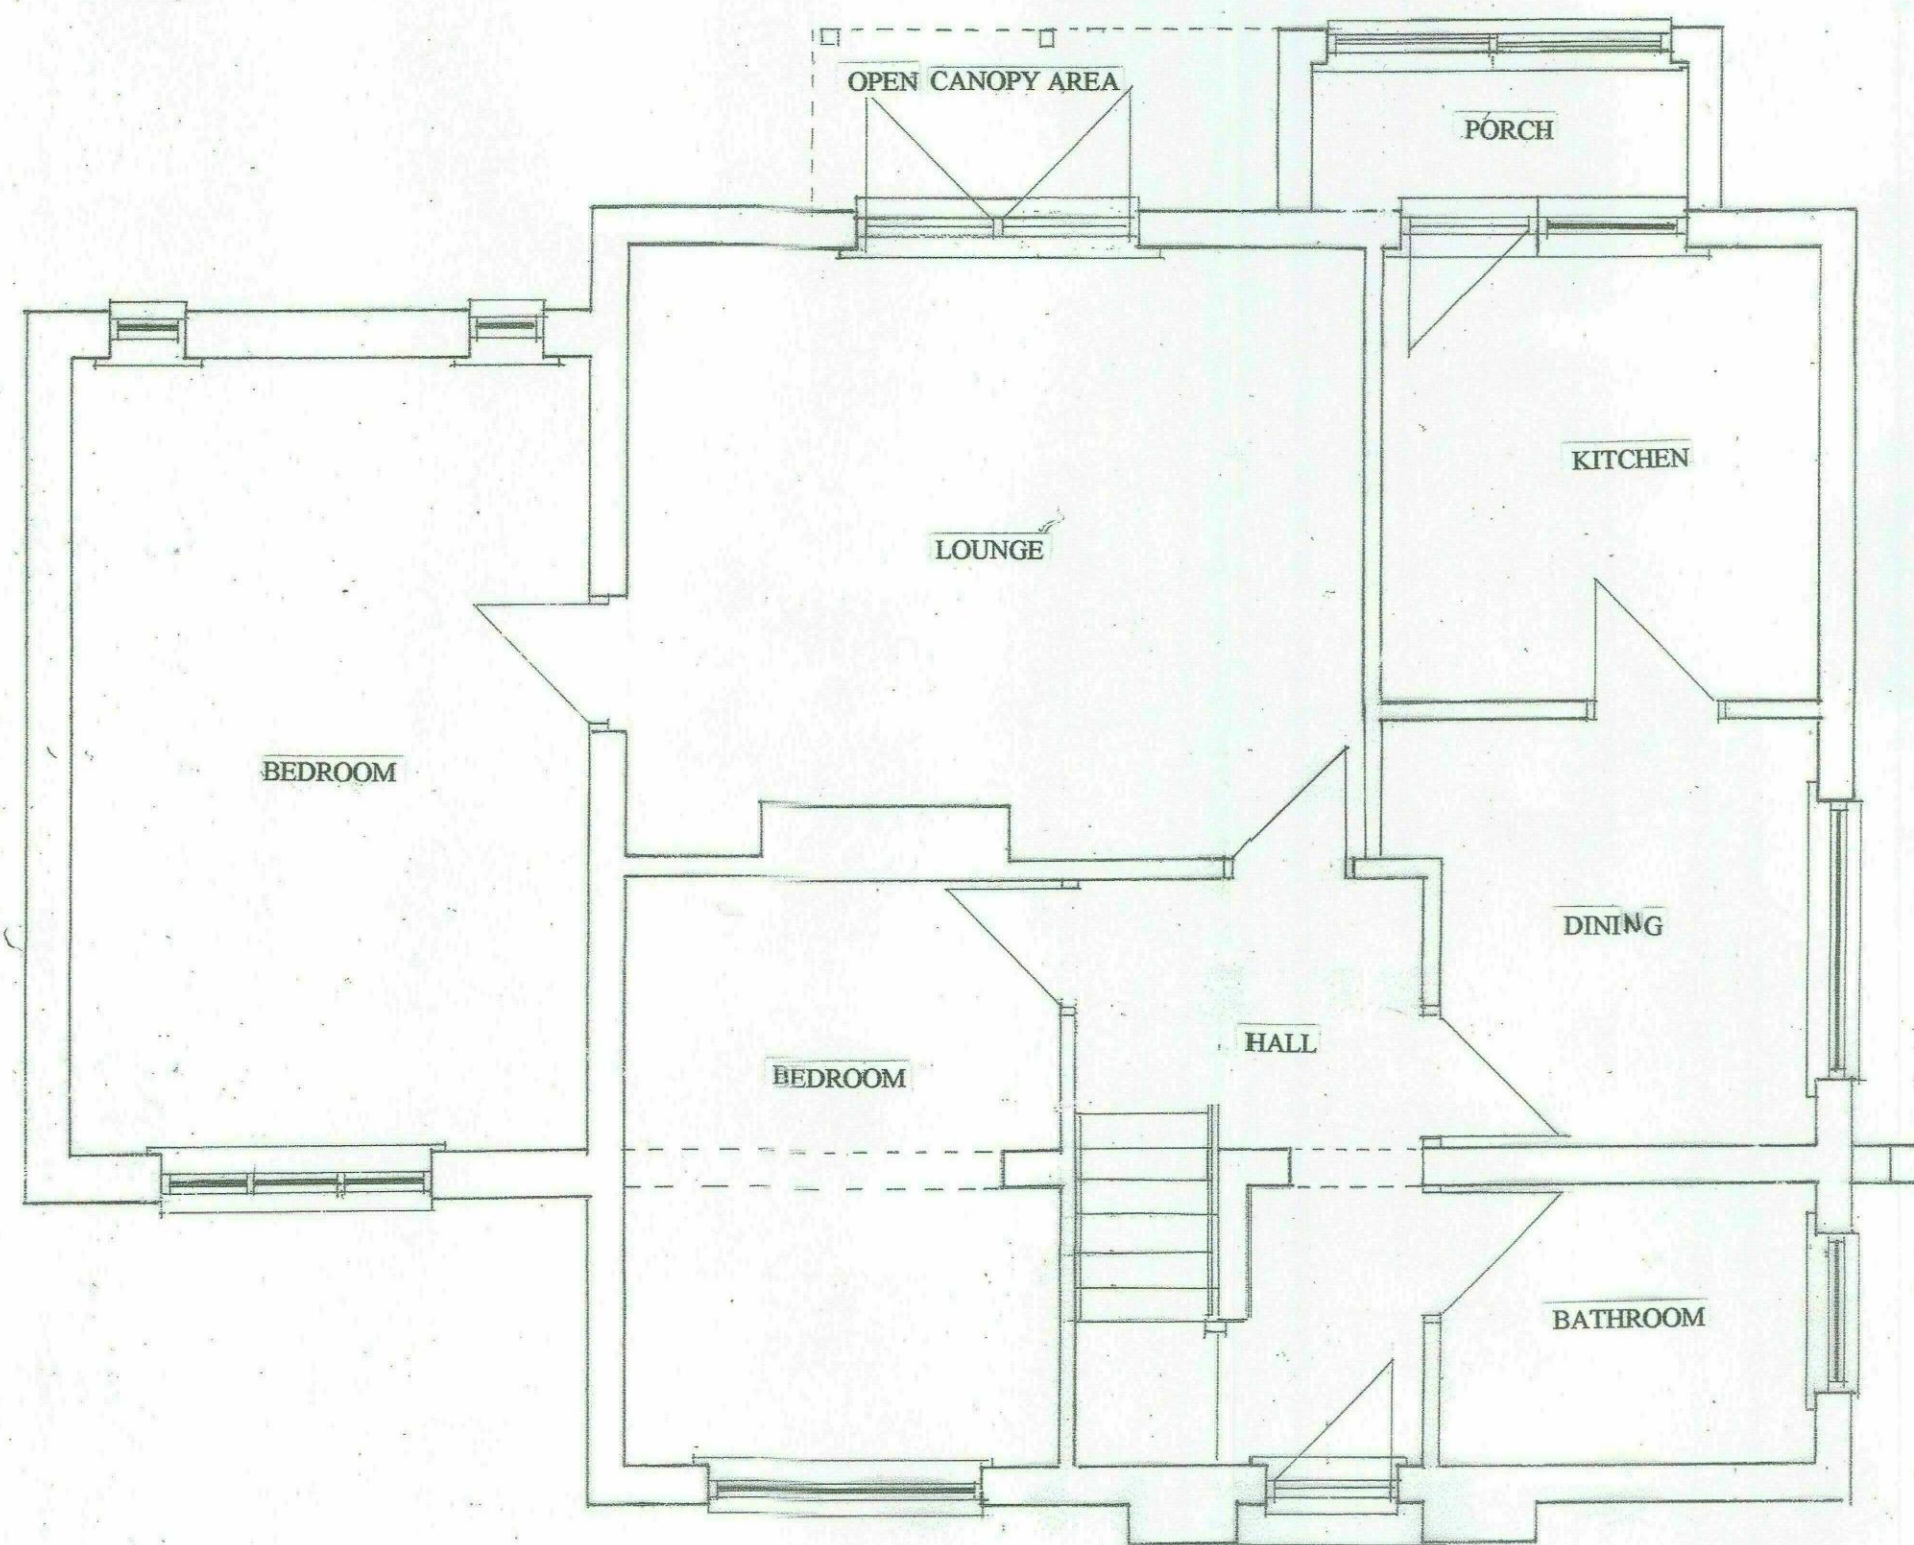 OPEN CANOPY AREA
PORCH
KITCHEN
LOUNGE
BEDROOM
DINING
HALL
BEDROOM
BATHROOM